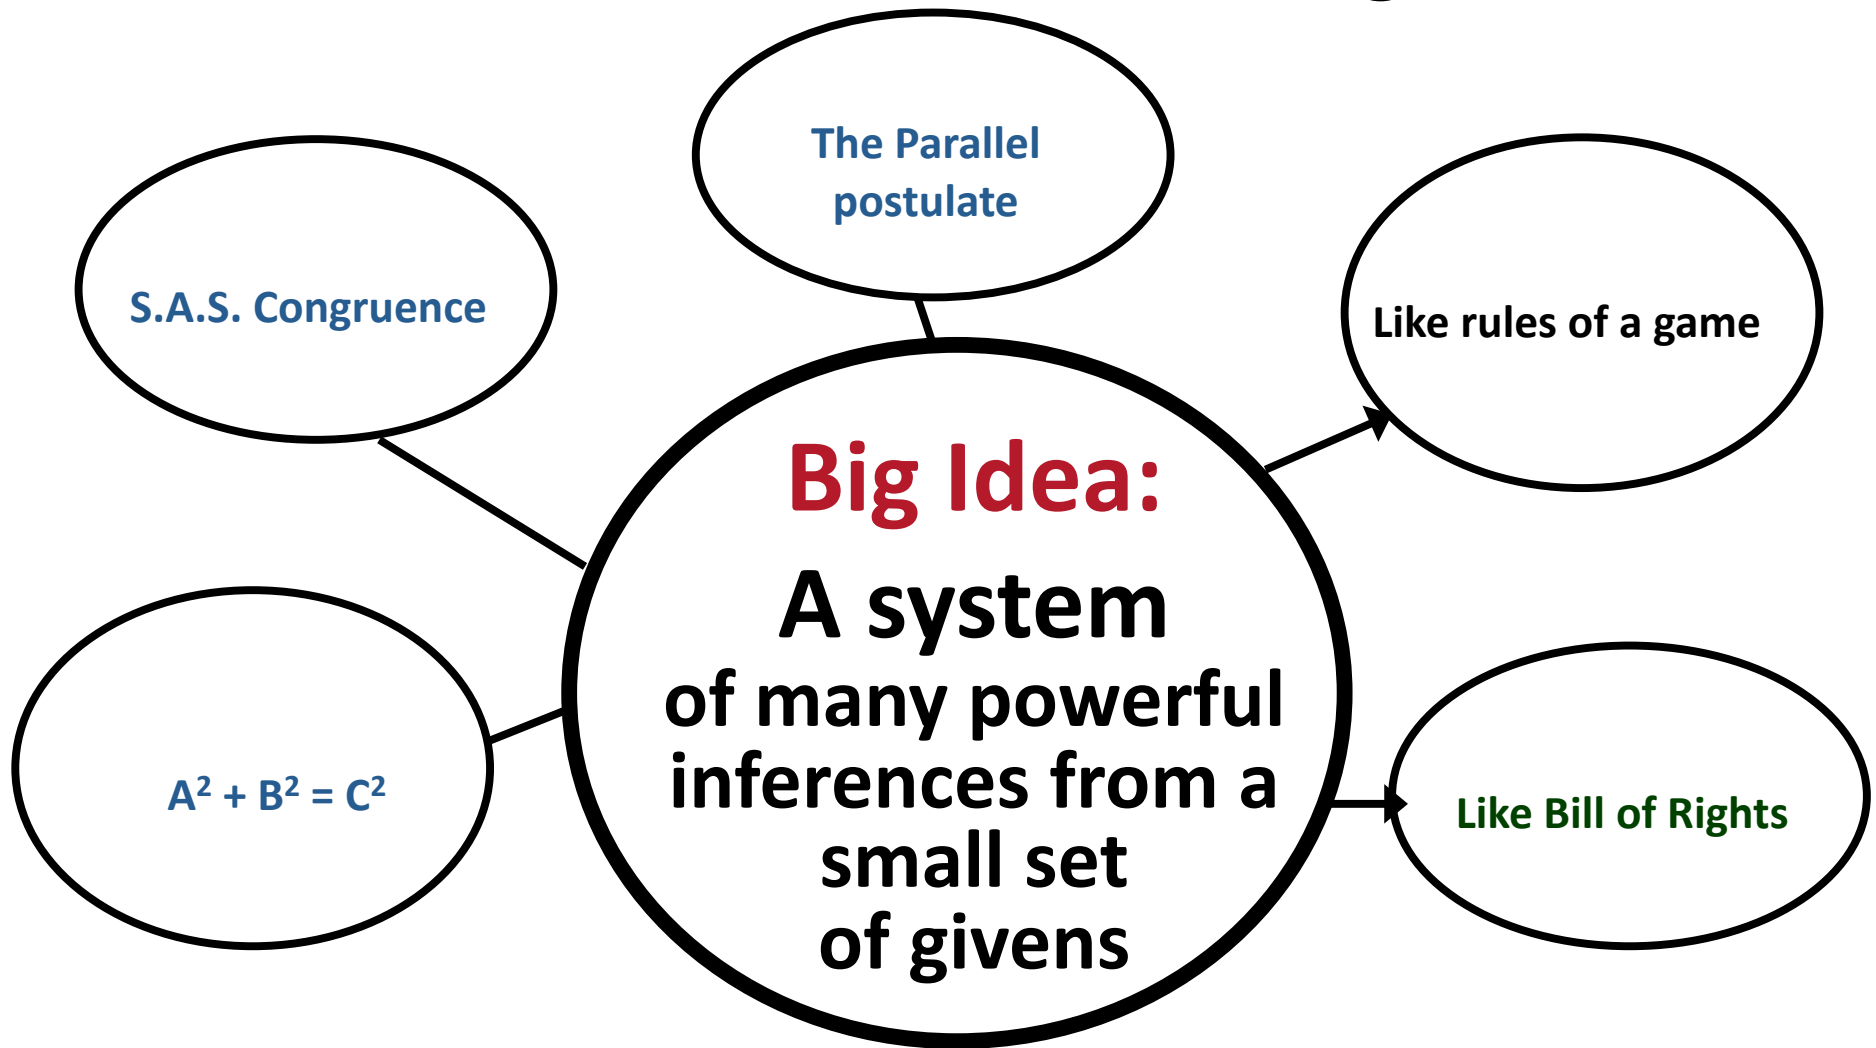 The Parallel
postulate
S.A.S. Congruence
Like rules of a game
Big Idea:
A system
of many powerful
inferences from a
small set
of givens
A² + B² = C²
Like Bill of Rights